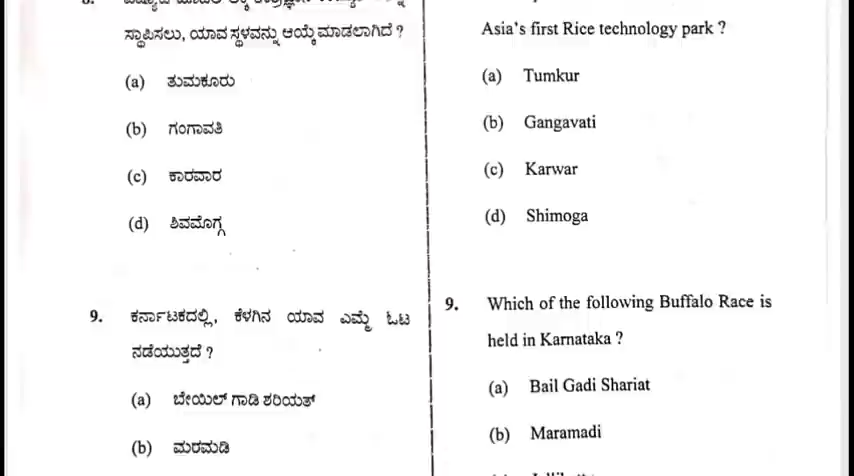 ಸ್ಥಾಪಿಸಲು, ಯಾವ ಸ್ಥಳವನ್ನು ಆಯ್ಕೆ ಮಾಡಲಾಗಿದೆ ?
(a) ತುಮಕೂರು
(b) ಗಂಗಾವತಿ
(c) ಕಾರವಾರ
(d) ಶಿವಮೊಗ್ಗ
9. ಕರ್ನಾಟಕದಲ್ಲಿ, ಕೆಳಗಿನ ಯಾವ ಎಮ್ಮೆ ಓಟ
ನಡೆಯುತ್ತದೆ ?
(a) ಬೇಯಿಲ್ ಗಾಡಿ ಶರಿಯತ್
(b) ಮರಮಡಿ
Asia's first Rice technology park ?
(a) Tumkur
(b) Gangavati
(c) Karwar
(d) Shimoga
9. Which of the following Buffalo Race is
held in Karnataka ?
(a) Bail Gadi Shariat
(b) Maramadi